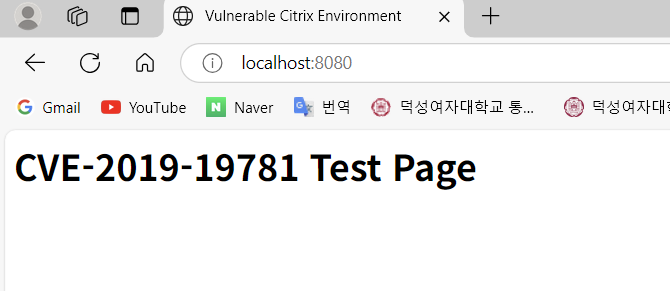 Vulnerable Citrix Environment
localhost:8080
Gmail YouTube Naver 번역 덕성여자대학교 통... 덕성여자대
CVE-2019-19781 Test Page